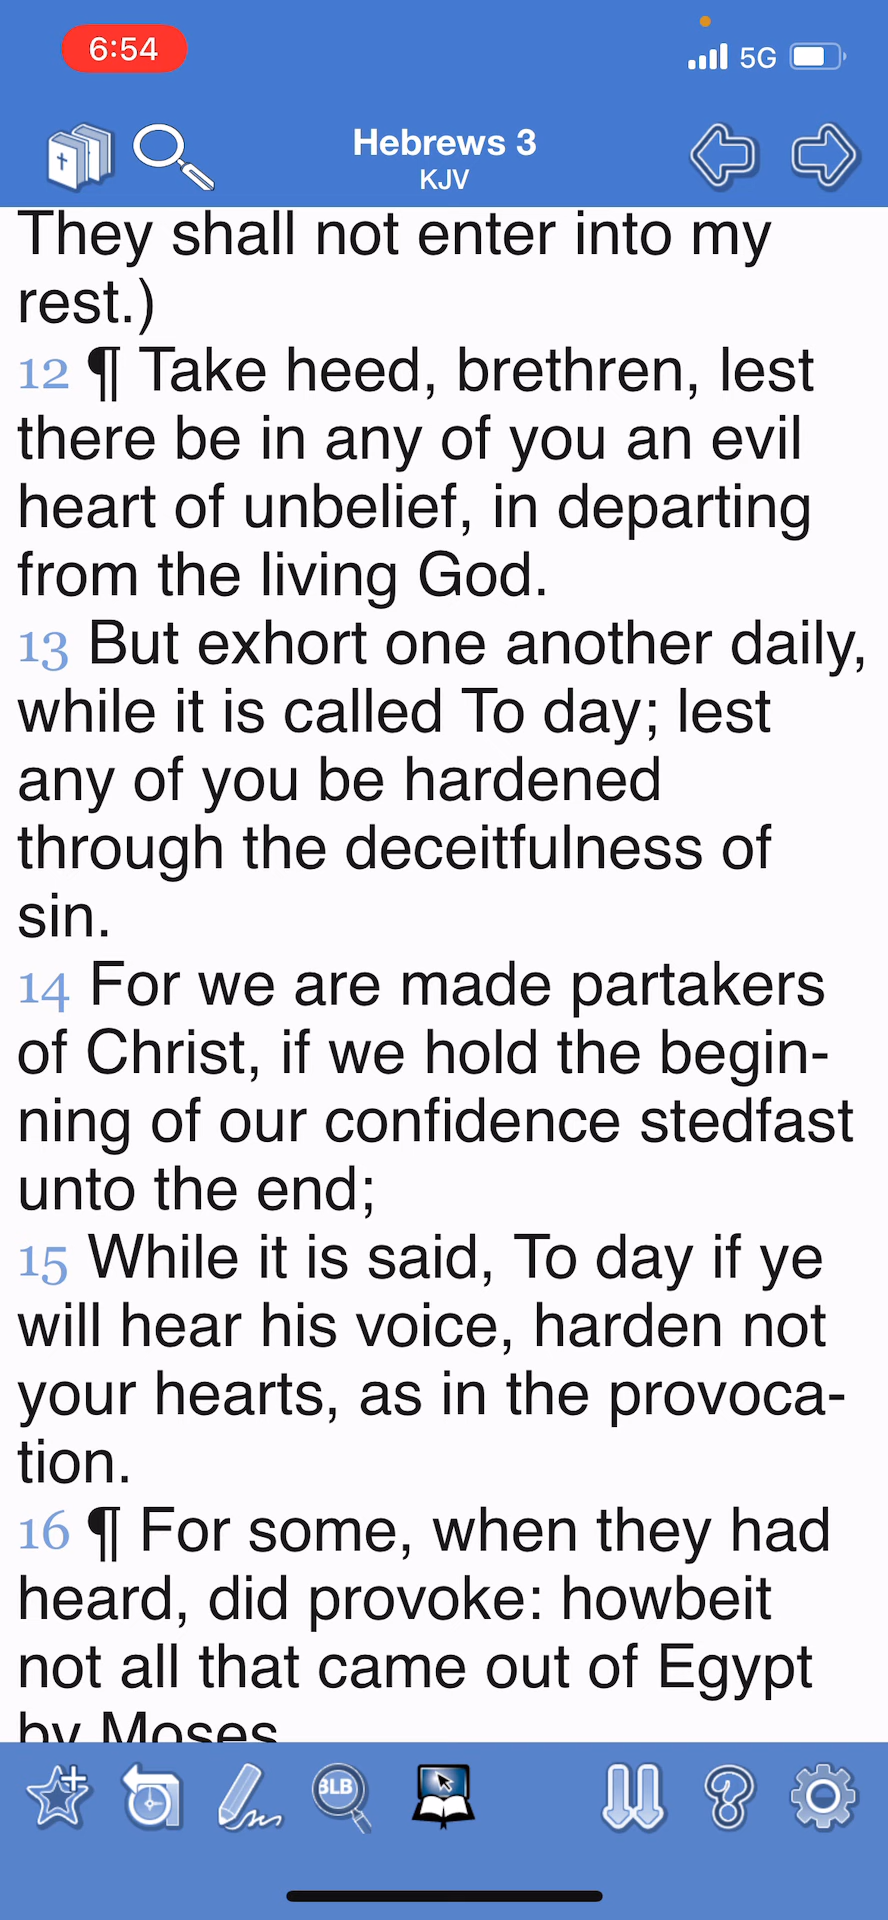 6:54
5G
Hebrews 3
KJV
They shall not enter into my
rest.)
12 ¶ Take heed, brethren, lest
there be in any of you an evil
heart of unbelief, in departing
from the living God.
13 But exhort one another daily,
while it is called To day; lest
any of you be hardened
through the deceitfulness of
sin.
14 For we are made partakers
of Christ, if we hold the begin-
ning of our confidence stedfast
unto the end;
15 While it is said, To day if ye
will hear his voice, harden not
your hearts, as in the provoca-
tion.
16 ¶ For some, when they had
heard, did provoke: howbeit
not all that came out of Egypt
by Moses
BLB